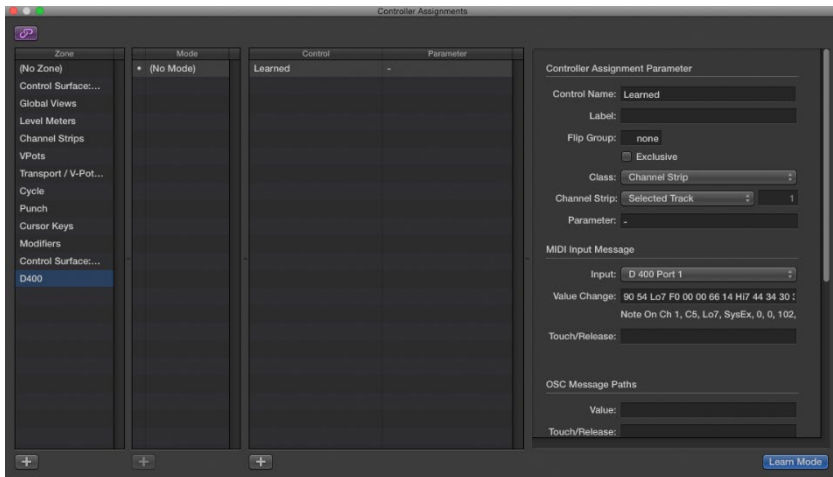 Controller Assignments
Zone
(No Zone)
Control Surface:...
Global Views
Level Meters
Channel Strips
VPots
Transport / V-Pot...
Cycle
Punch
Cursor Keys
Modifiers
Control Surface:...
D400
Mode
• (No Mode)
Control Parameter
Learned -
Controller Assignment Parameter
Control Name: Learned
Label:
Flip Group: none
Exclusive
Class: Channel Strip
Channel Strip: Selected Track 1
Parameter: -
MIDI Input Message
Input: D 400 Port 1
Value Change: 90 54 Lo7 F0 00 00 66 14 Hi7 44 34 30
Note On Ch 1, C5, Lo7, SysEx, 0, 0, 102,
Touch/Release:
OSC Message Paths
Value:
Touch/Release:
Learn Mode